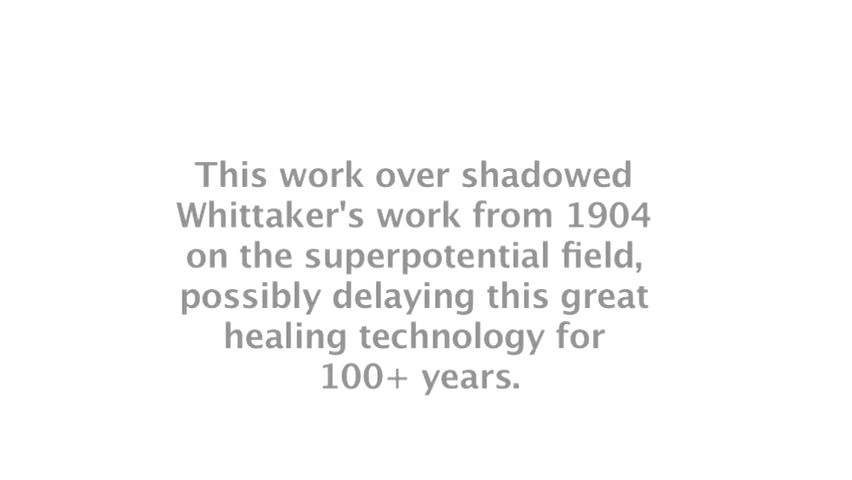 This work over shadowed
Whittaker's work from 1904
on the superpotential field,
possibly delaying this great
healing technology for
100+ years.